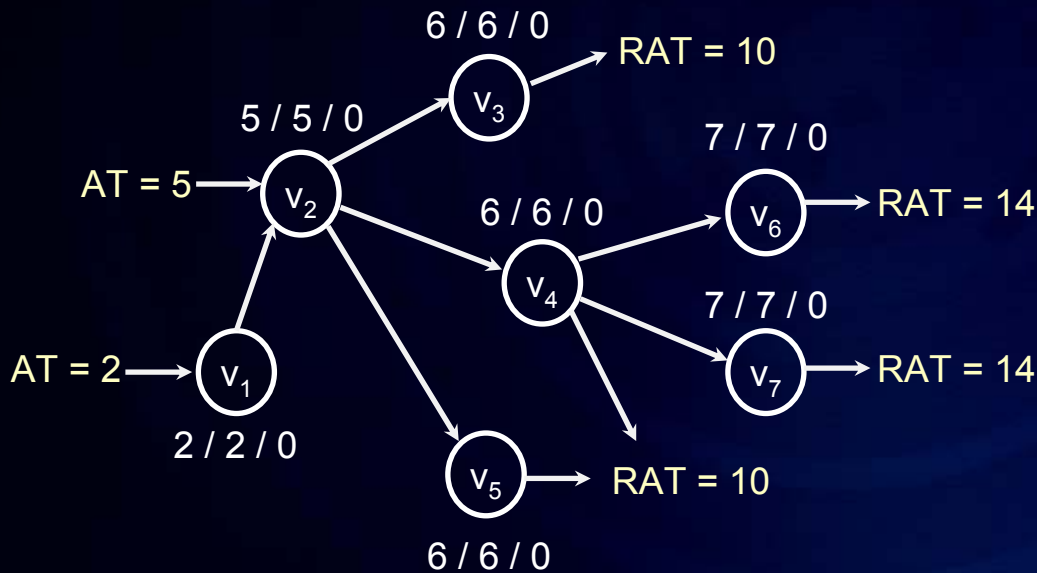 6 / 6 / 0
RAT = 10
v3
5 / 5 / 0
7 / 7 / 0
AT = 5
v2
6 / 6 / 0
v6
RAT = 14
v4
7 / 7 / 0
AT = 2
v1
v7
RAT = 14
2 / 2 / 0
v5
RAT = 10
6 / 6 / 0